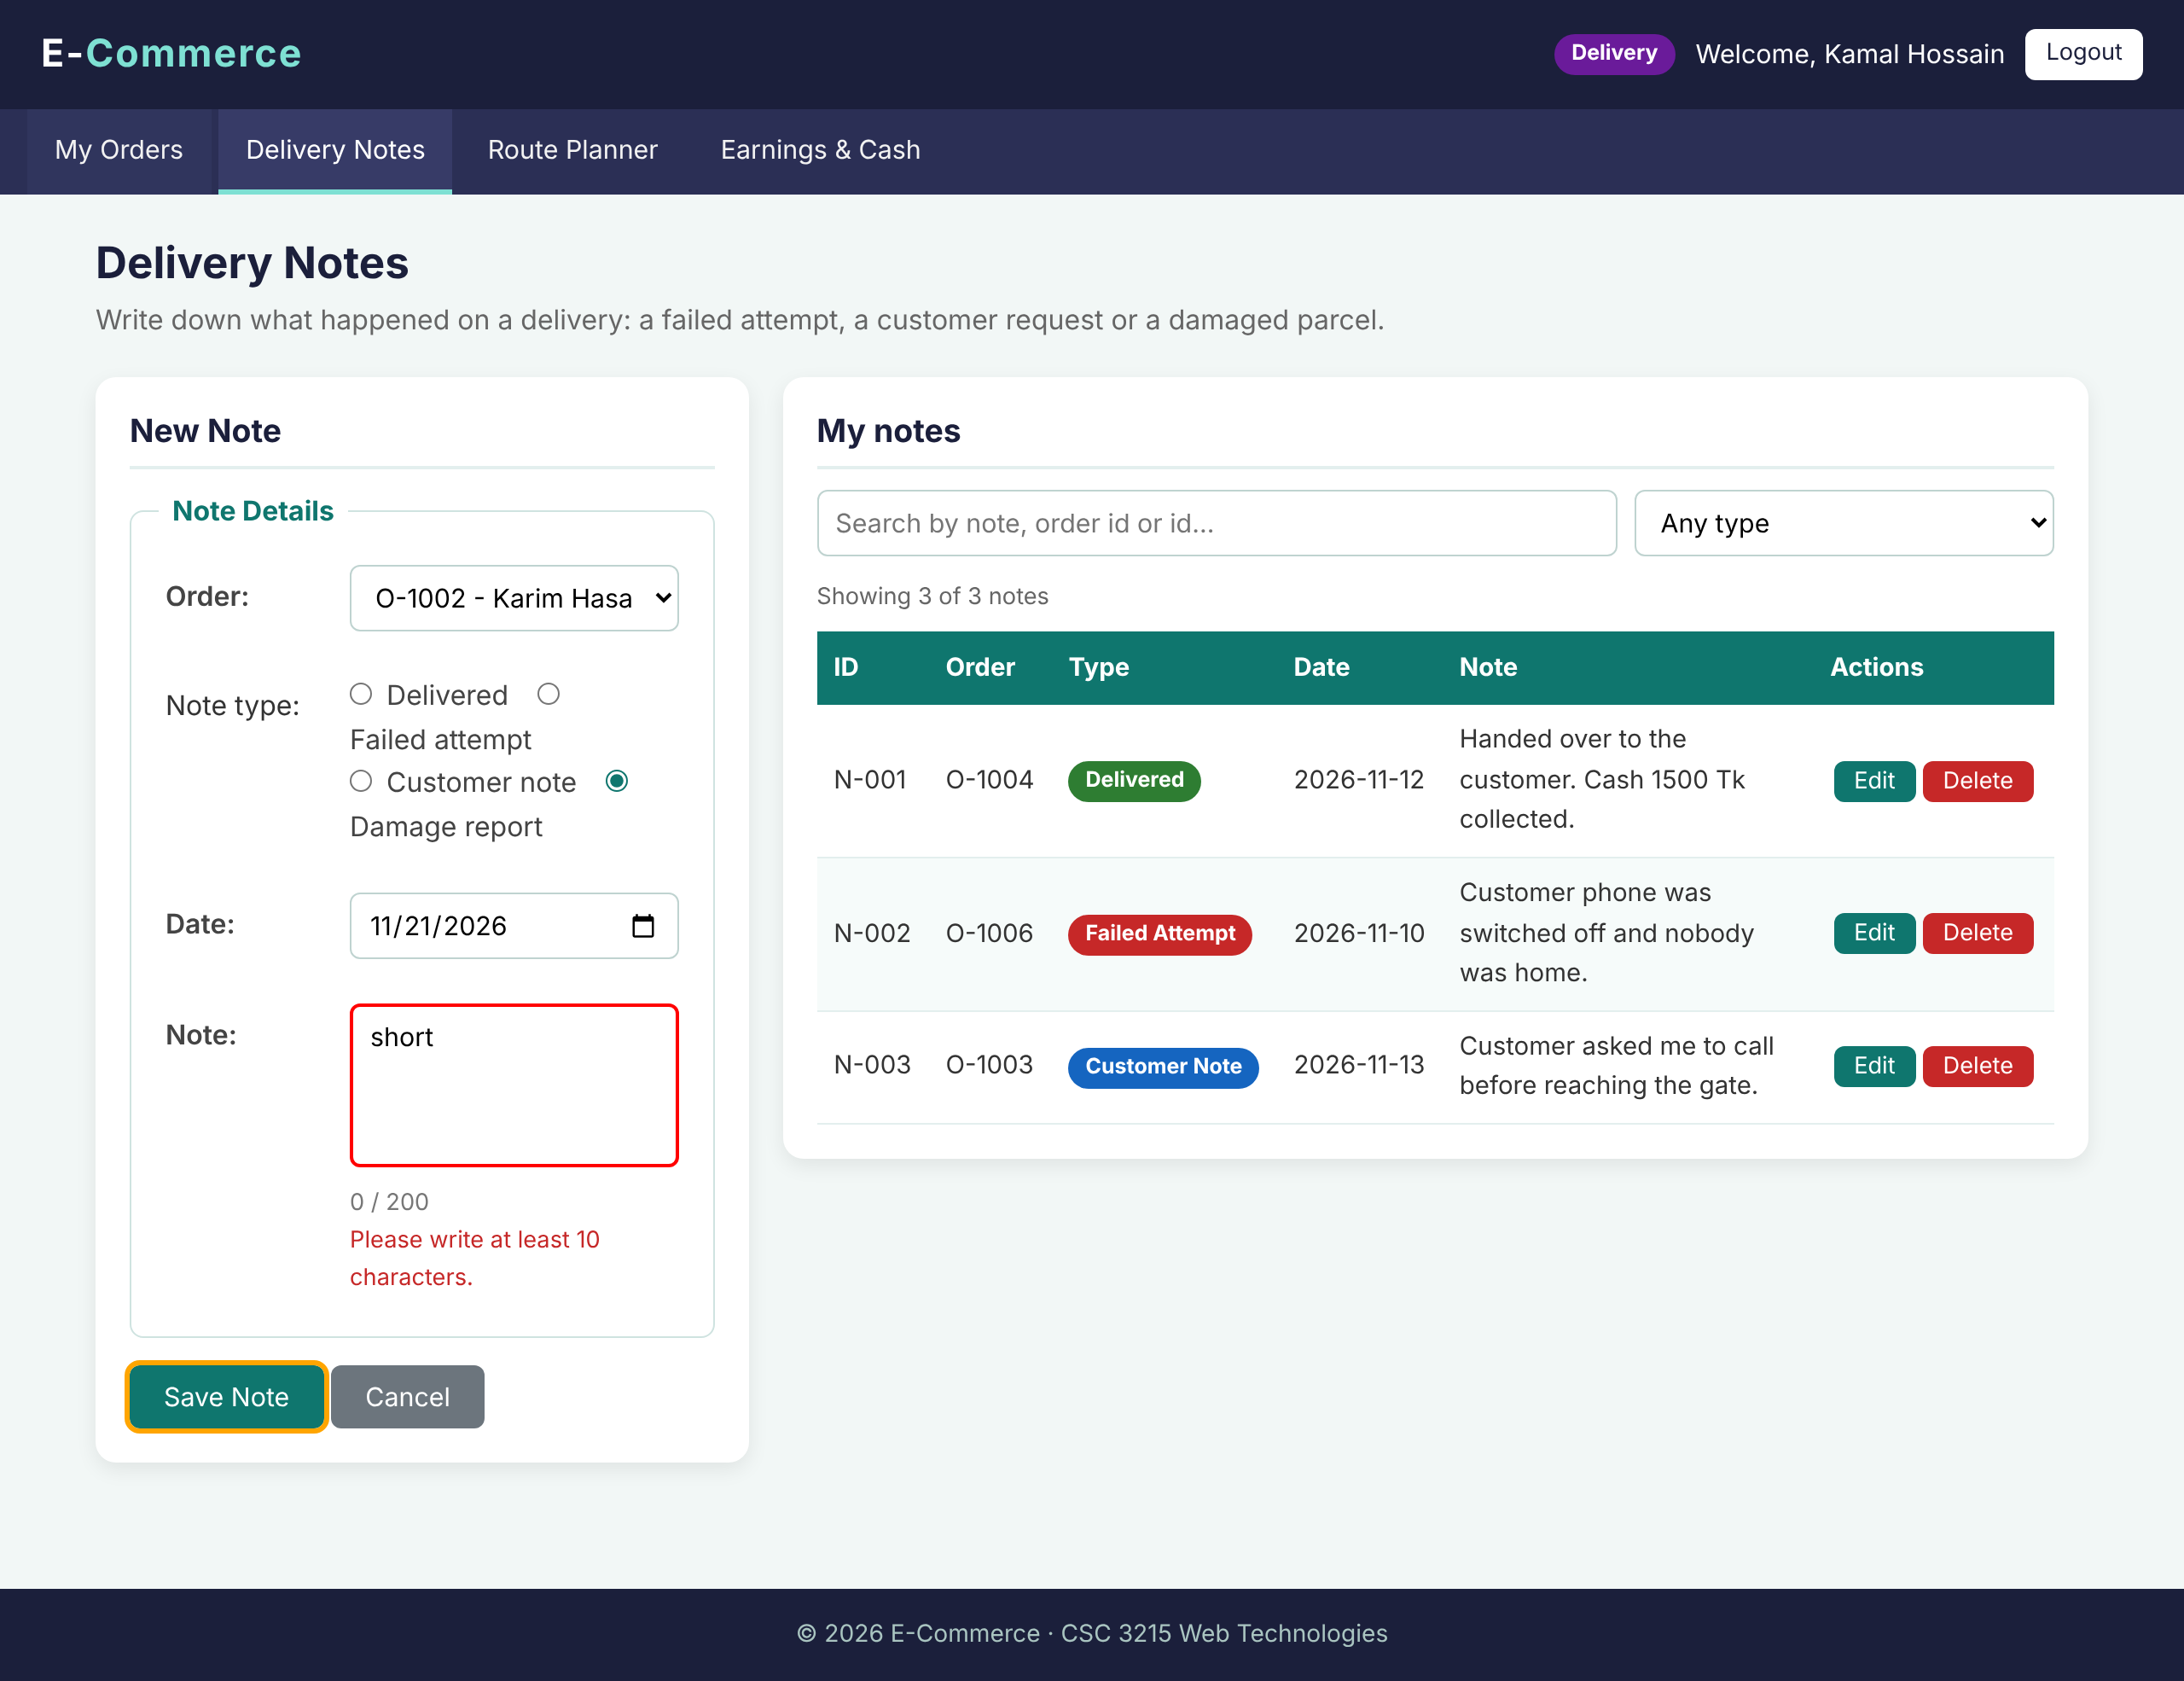 E-Commerce
Delivery
Welcome, Kamal Hossain
Logout
My Orders
Delivery Notes
Route Planner
Earnings & Cash
Delivery Notes
Write down what happened on a delivery: a failed attempt, a customer request or a damaged parcel.
New Note
Note Details
Order:
O-1002 - Karim Hasa
Note type:
Delivered
Failed attempt
Customer note
Damage report
Date:
11/21/2026
Note:
short
0 / 200
Please write at least 10
characters.
Save Note
Cancel
My notes
Search by note, order id or id...
Any type
Showing 3 of 3 notes
ID Order Type Date Note Actions
N-001 O-1004 Delivered 2026-11-12 Handed over to the
customer. Cash 1500 Tk
collected.
Edit Delete
N-002 O-1006 Failed Attempt 2026-11-10 Customer phone was
switched off and nobody
was home.
Edit Delete
N-003 O-1003 Customer Note 2026-11-13 Customer asked me to call
before reaching the gate.
Edit Delete
© 2026 E-Commerce · CSC 3215 Web Technologies